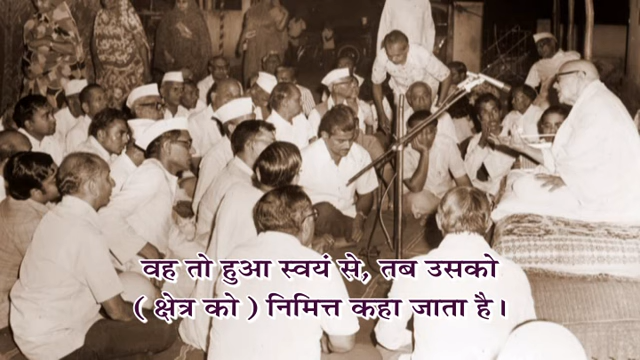 वह तो हुआ स्वयं से, तब उसको
( क्षेत्र को ) निमित्त कहा जाता है।